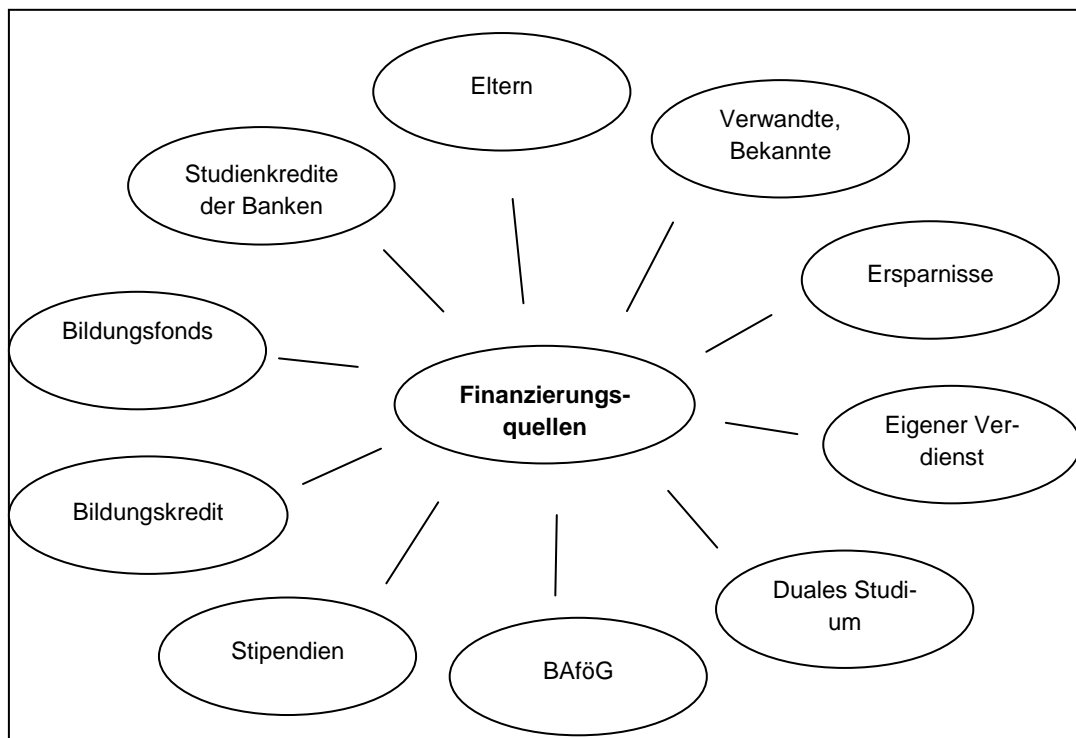 Eltern
Verwandte,
Bekannte
Studienkredite
der Banken
Ersparnisse
Bildungsfonds
Finanzierungs-
quellen
Eigener Ver-
dienst
Bildungskredit
Duales Studi-
um
Stipendien
BAföG